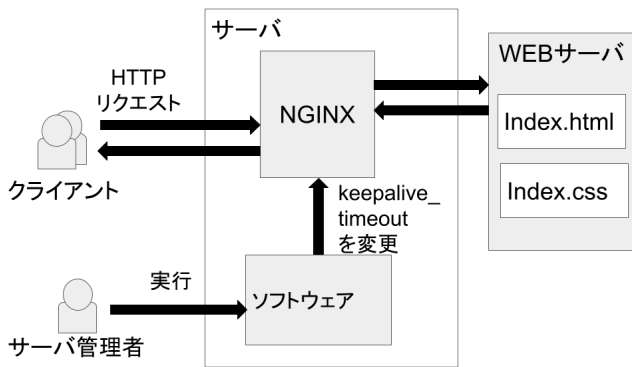 サーバ
HTTP
リクエスト
クライアント
NGINX
WEBサーバ
Index.html
Index.css
keepalive_
timeout
を変更
実行
サーバ管理者
ソフトウェア